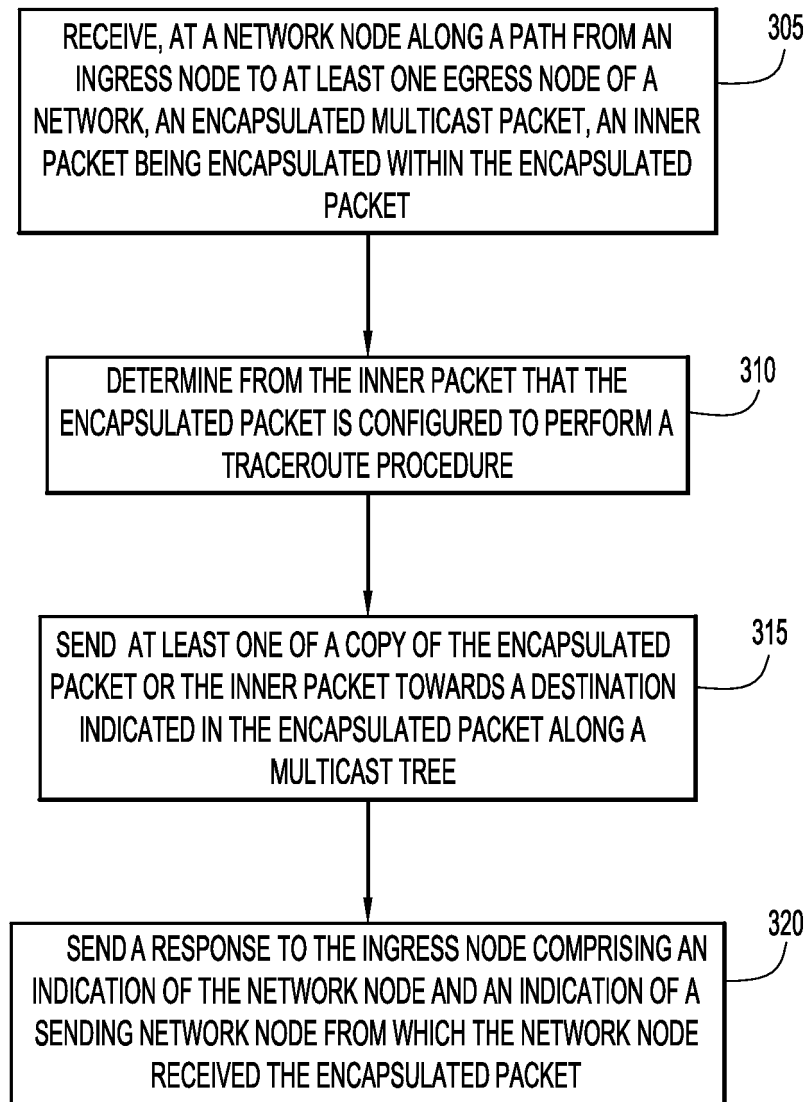 RECEIVE, AT A NETWORK NODE ALONG A PATH FROM AN
INGRESS NODE TO AT LEAST ONE EGRESS NODE OF A
NETWORK, AN ENCAPSULATED MULTICAST PACKET, AN INNER
PACKET BEING ENCAPSULATED WITHIN THE ENCAPSULATED
PACKET
305
DETERMINE FROM THE INNER PACKET THAT THE
ENCAPSULATED PACKET IS CONFIGURED TO PERFORM A
TRACEROUTE PROCEDURE
310
SEND AT LEAST ONE OF A COPY OF THE ENCAPSULATED
PACKET OR THE INNER PACKET TOWARDS A DESTINATION
INDICATED IN THE ENCAPSULATED PACKET ALONG A
MULTICAST TREE
315
SEND A RESPONSE TO THE INGRESS NODE COMPRISING AN
INDICATION OF THE NETWORK NODE AND AN INDICATION OF A
SENDING NETWORK NODE FROM WHICH THE NETWORK NODE
RECEIVED THE ENCAPSULATED PACKET
320